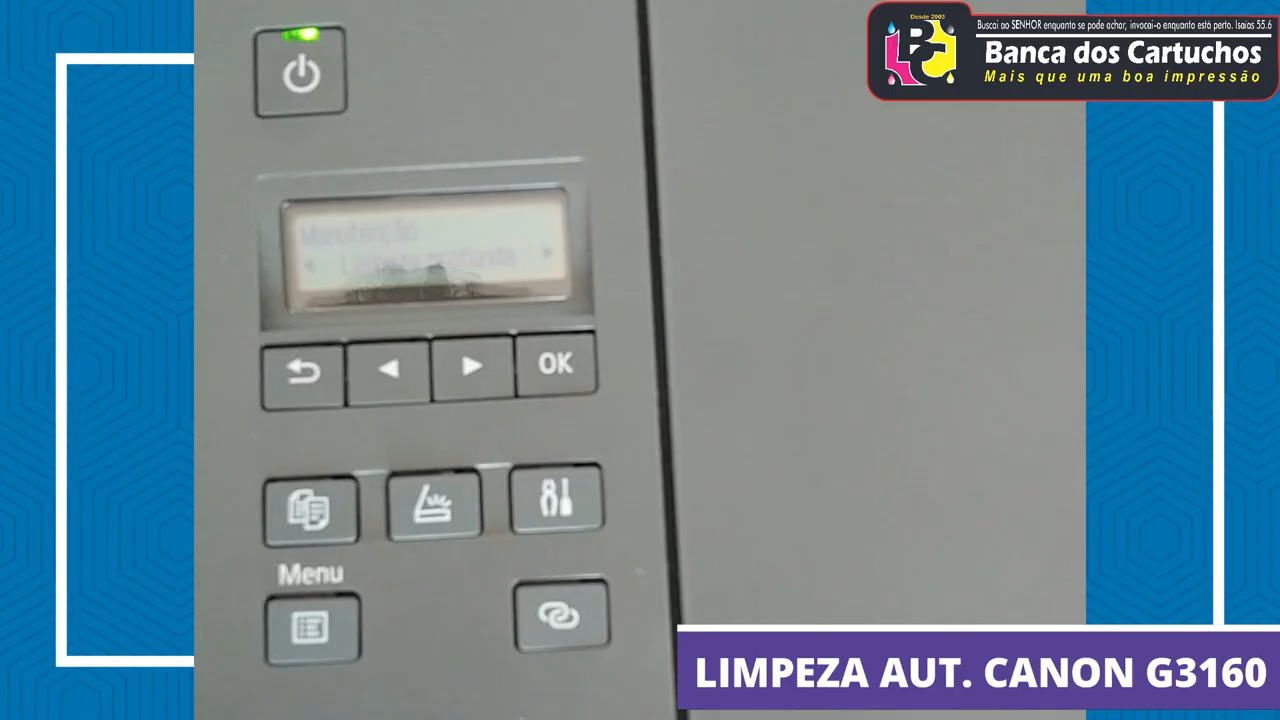 Desde 2003
Buscai ao SENHOR enquanto se pode achar, invocai-o enquanto está perto. Isaías 55.6
BC
Banca dos Cartuchos
Mais que uma boa impressão
Manutenção
Limpeza profunda
OK
Menu
LIMPEZA AUT. CANON G3160